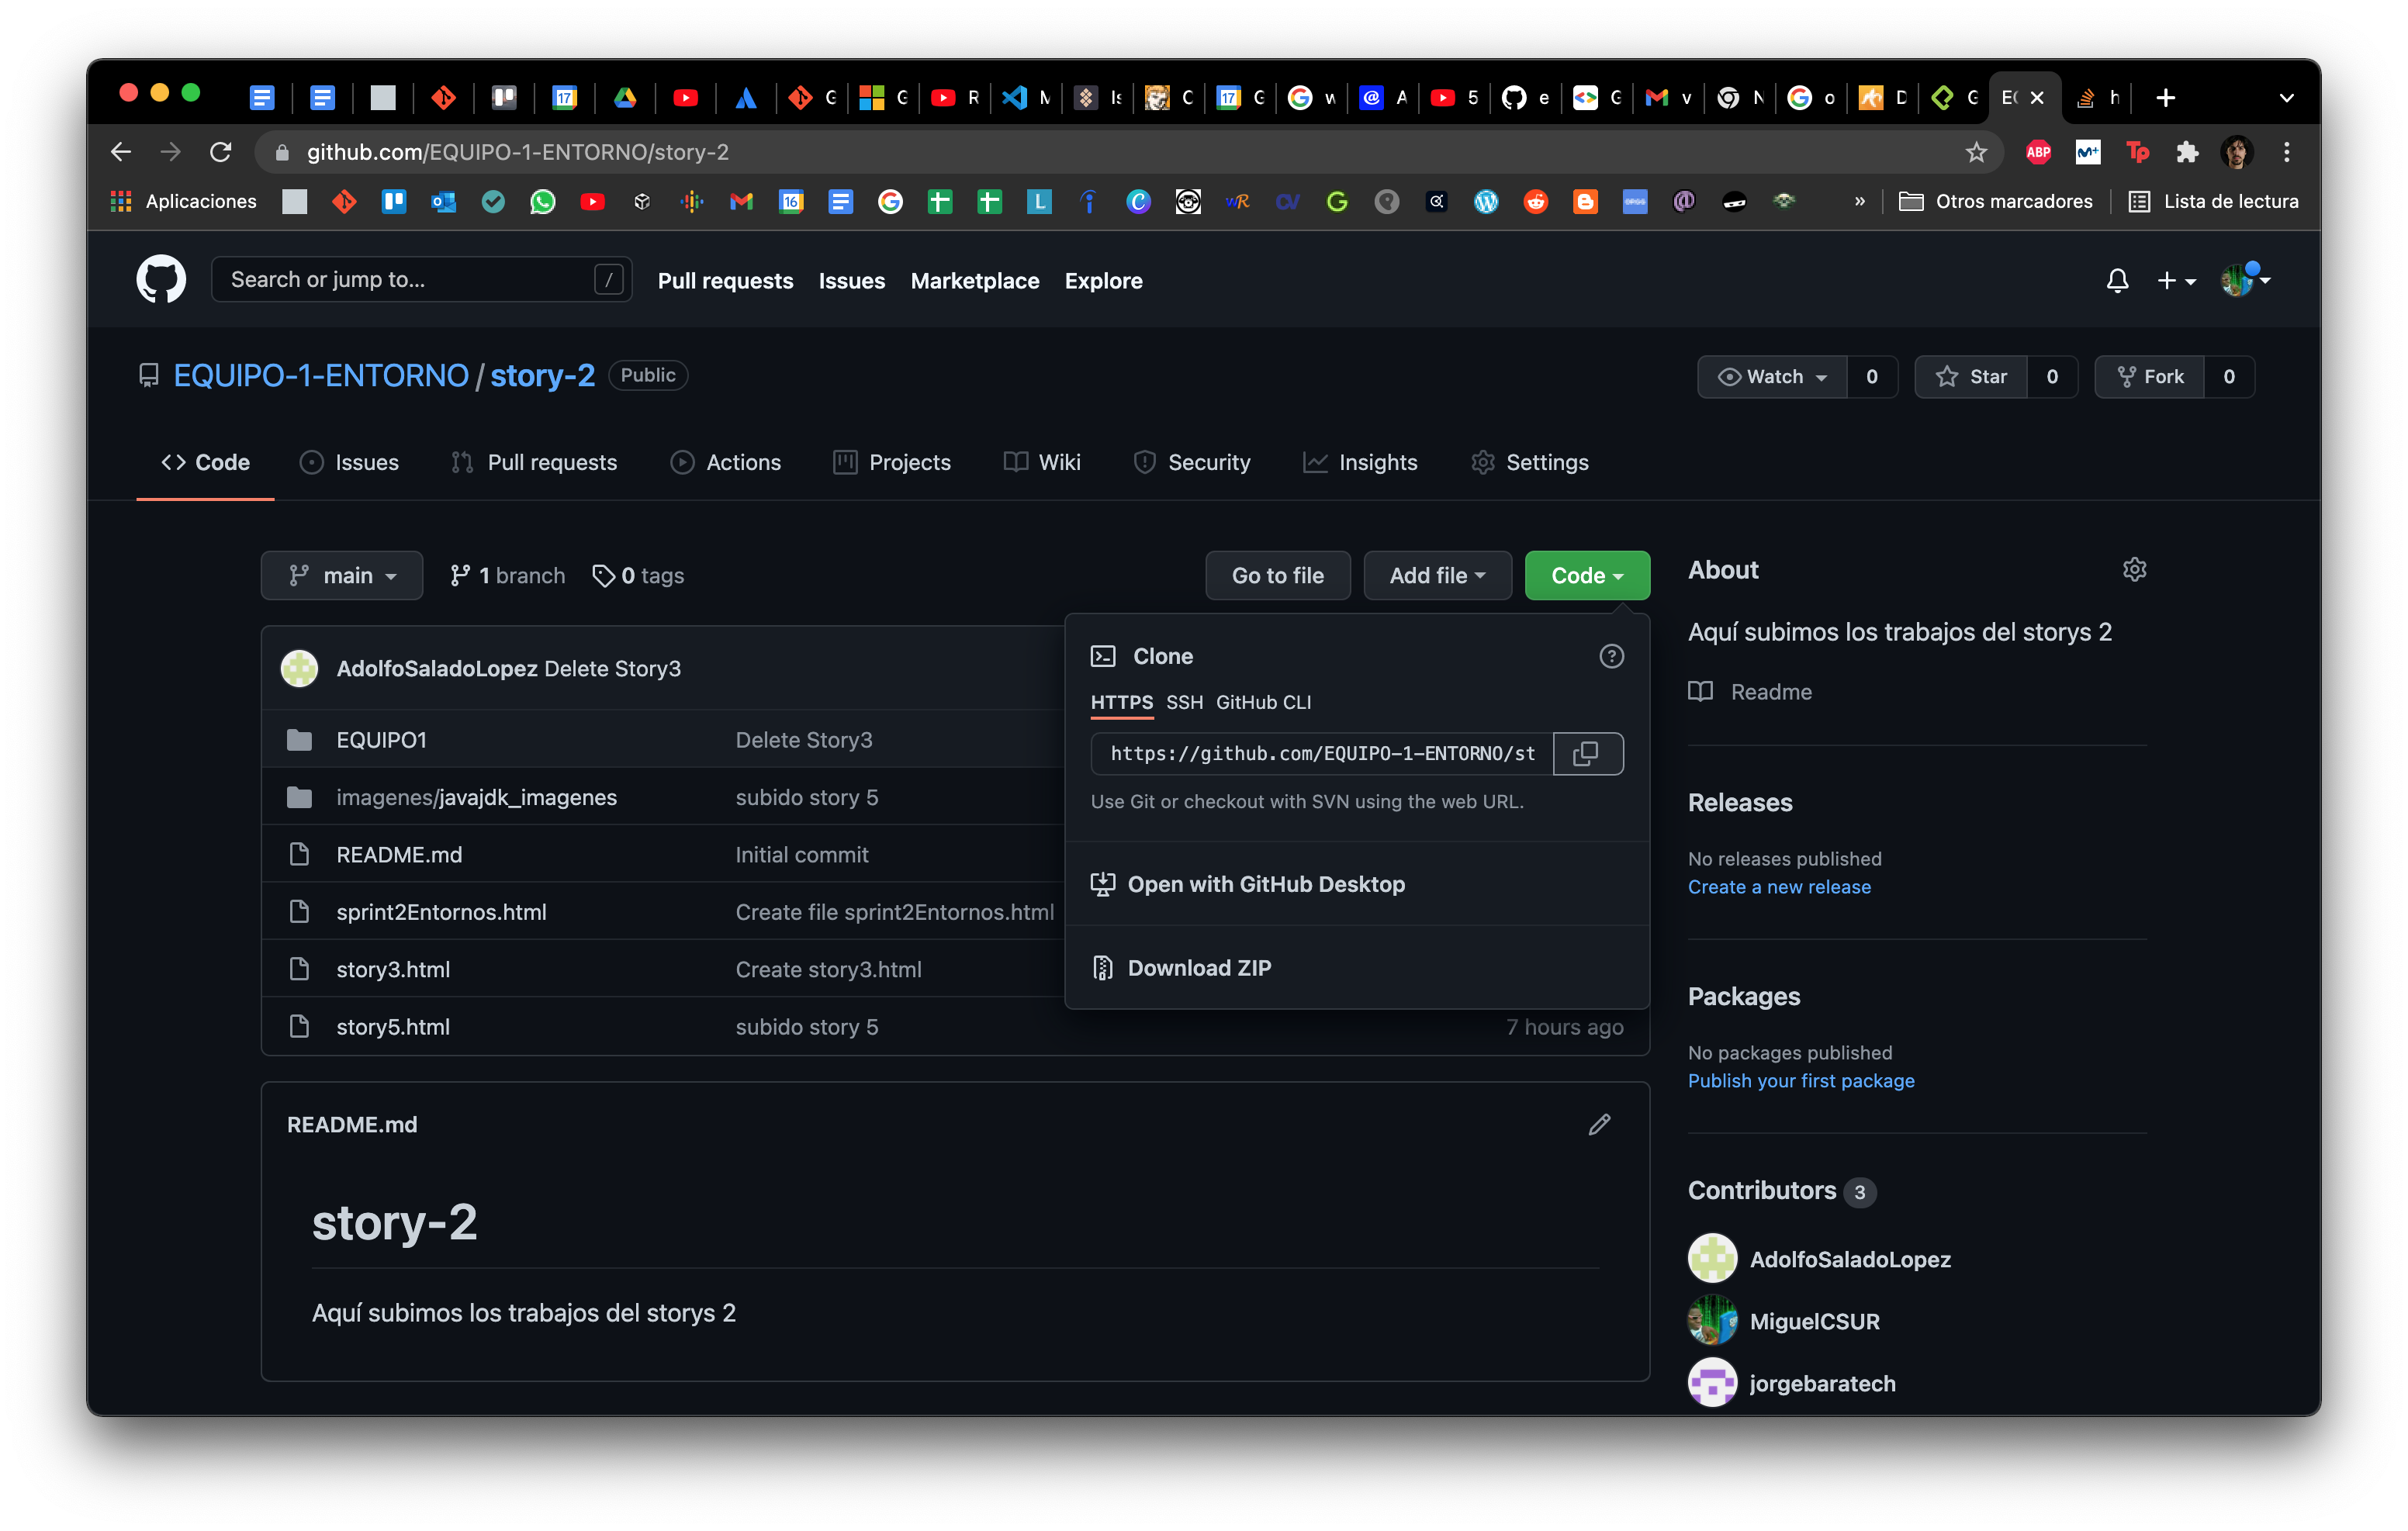 G
G
R
M
Is
C
G
w
A
5
e
G
v
N
o
D
G
EC
h
github.com/EQUIPO-1-ENTORNO/story-2
Aplicaciones
Otros marcadores
Lista de lectura
Search or jump to...
/
Pull requests Issues Marketplace Explore
EQUIPO-1-ENTORNO / story-2 Public
Watch 0
Star 0
Fork 0
Code Issues Pull requests Actions Projects Wiki Security Insights Settings
main
1 branch
0 tags
Go to file
Add file
Code
AdolfoSaladoLopez Delete Story3
EQUIPO1 Delete Story3
imagenes/javajdk_imagenes subido story 5
README.md Initial commit
sprint2Entornos.html Create file sprint2Entornos.html
story3.html Create story3.html
story5.html subido story 5 7 hours ago
Clone
HTTPS SSH GitHub CLI
https://github.com/EQUIPO-1-ENTORNO/st
Use Git or checkout with SVN using the web URL.
Open with GitHub Desktop
Download ZIP
README.md
story-2
Aquí subimos los trabajos del storys 2
About
Aquí subimos los trabajos del storys 2
Readme
Releases
No releases published
Create a new release
Packages
No packages published
Publish your first package
Contributors 3
AdolfoSaladoLopez
MiguelCSUR
jorgebaratech